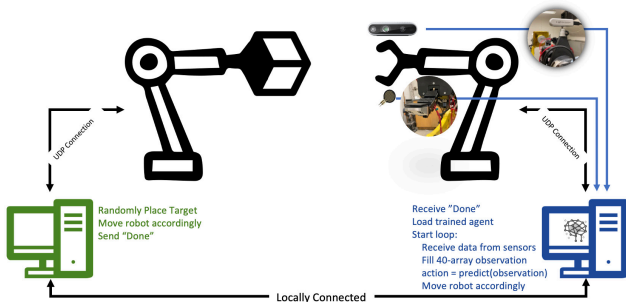 UDP Connection
UDP Connection
Randomly Place Target
Move robot accordingly
Send “Done”
Receive ”Done”
Load trained agent
Start loop:
Receive data from sensors
Fill 40-array observation
action = predict(observation)
Move robot accordingly
Locally Connected